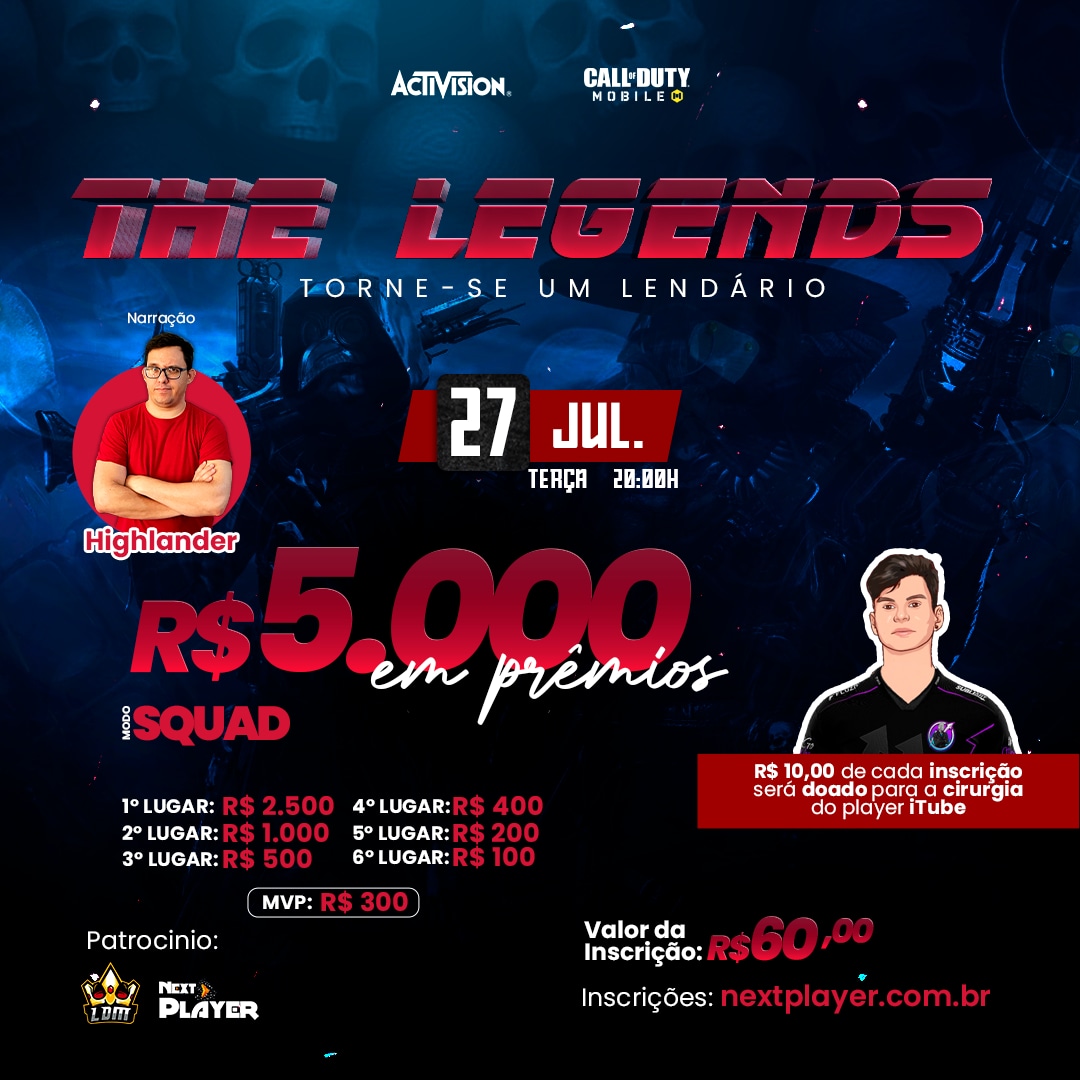 ACTIVISION
CALL OF DUTY
MOBILE
THE LEGENDS
TORNE-SE UM LENDÁRIO
Narração
Highlander
27 JUL.
TERÇA 20:00H
R$ 5.000
em prêmios
MODO SQUAD
1º LUGAR: R$ 2.500 4º LUGAR: R$ 400
2º LUGAR: R$ 1.000 5º LUGAR: R$ 200
3º LUGAR: R$ 500 6º LUGAR: R$ 100
MVP: R$ 300
R$ 10,00 de cada inscrição
será doado para a cirurgia
do player iTube
Patrocinio:
LDM
NEXT
PLAYER
Valor da
Inscrição: R$60,00
Inscrições: nextplayer.com.br